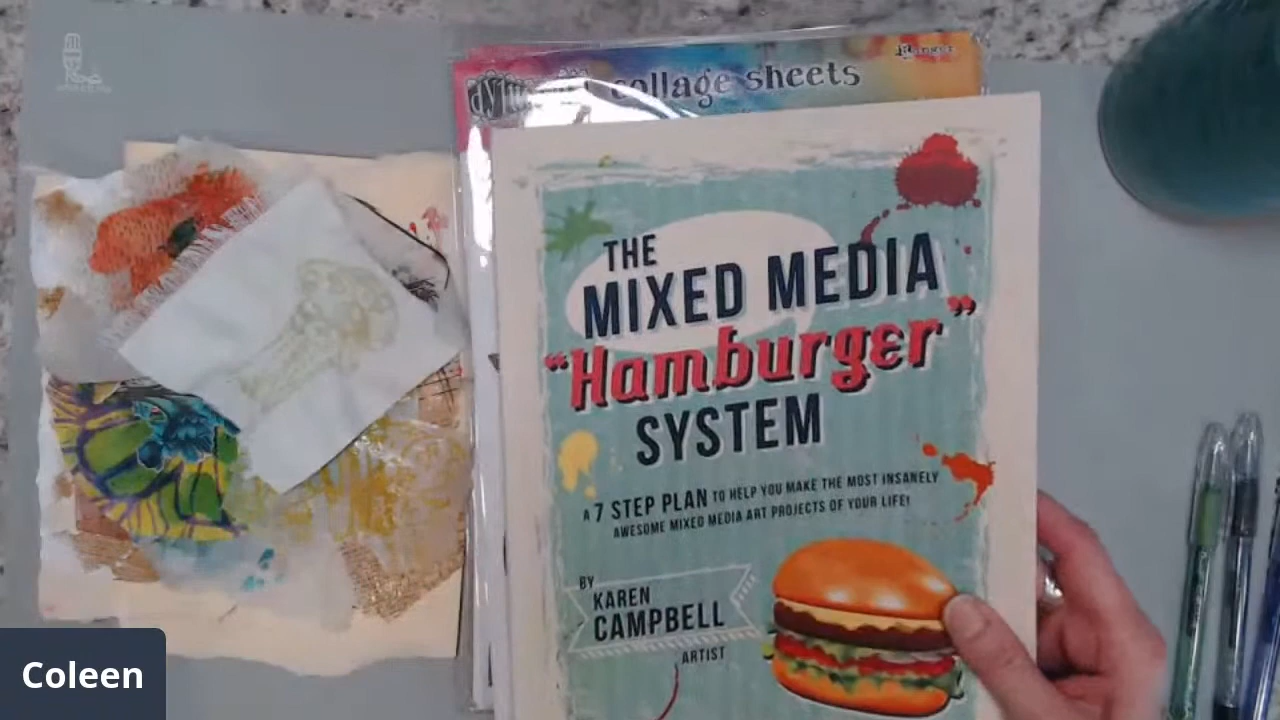 Ranger
collage sheets
THE
MIXED MEDIA
"Hamburger"
SYSTEM
A 7 STEP PLAN TO HELP YOU MAKE THE MOST INSANELY
AWESOME MIXED MEDIA ART PROJECTS OF YOUR LIFE!
BY
KAREN
CAMPBELL
ARTIST
Coleen